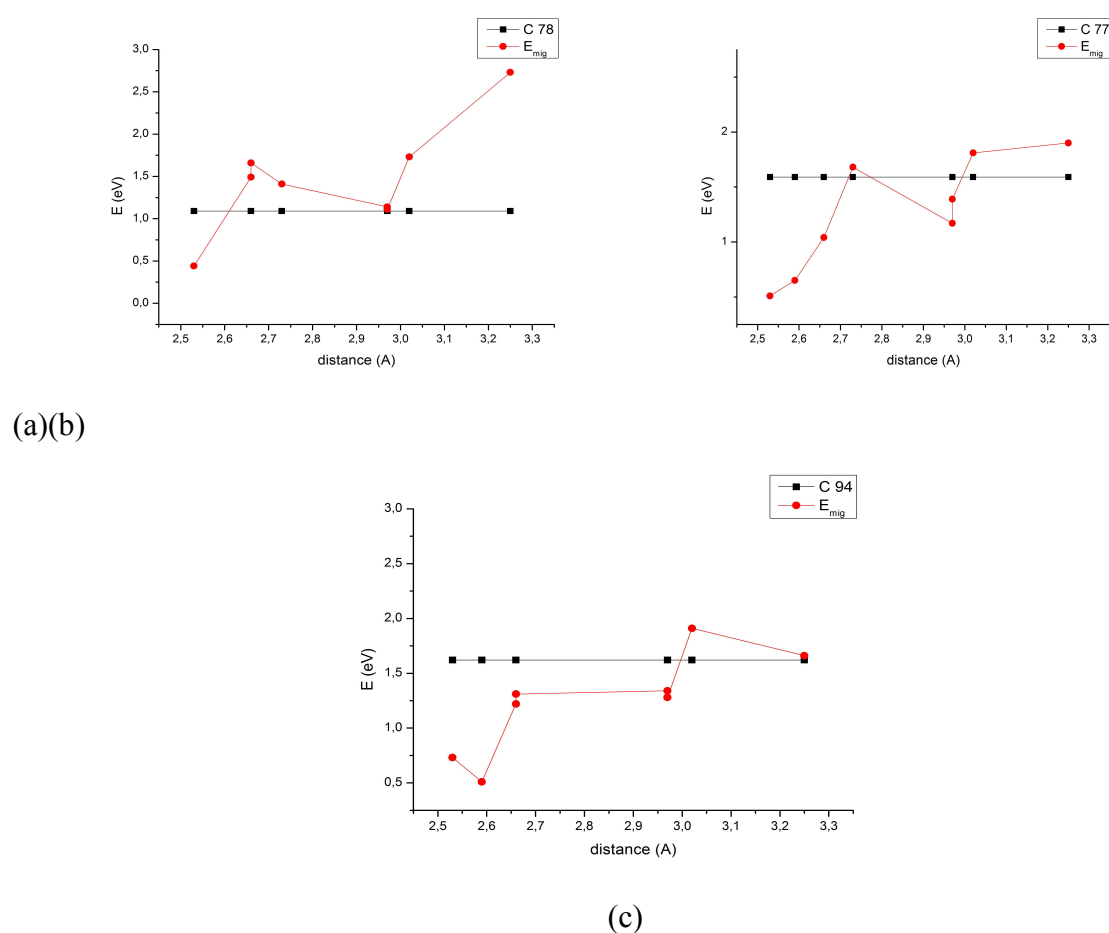 C 78
E_mig
3,0
2,5
2,0
1,5
1,0
0,5
0,0
E (eV)
2,5 2,6 2,7 2,8 2,9 3,0 3,1 3,2 3,3
distance (A)
C 77
E_mig
2
1
E (eV)
2,5 2,6 2,7 2,8 2,9 3,0 3,1 3,2 3,3
distance (A)
(a)(b)
C 94
E_mig
3,0
2,5
2,0
1,5
1,0
0,5
E (eV)
2,5 2,6 2,7 2,8 2,9 3,0 3,1 3,2 3,3
distance (A)
(c)